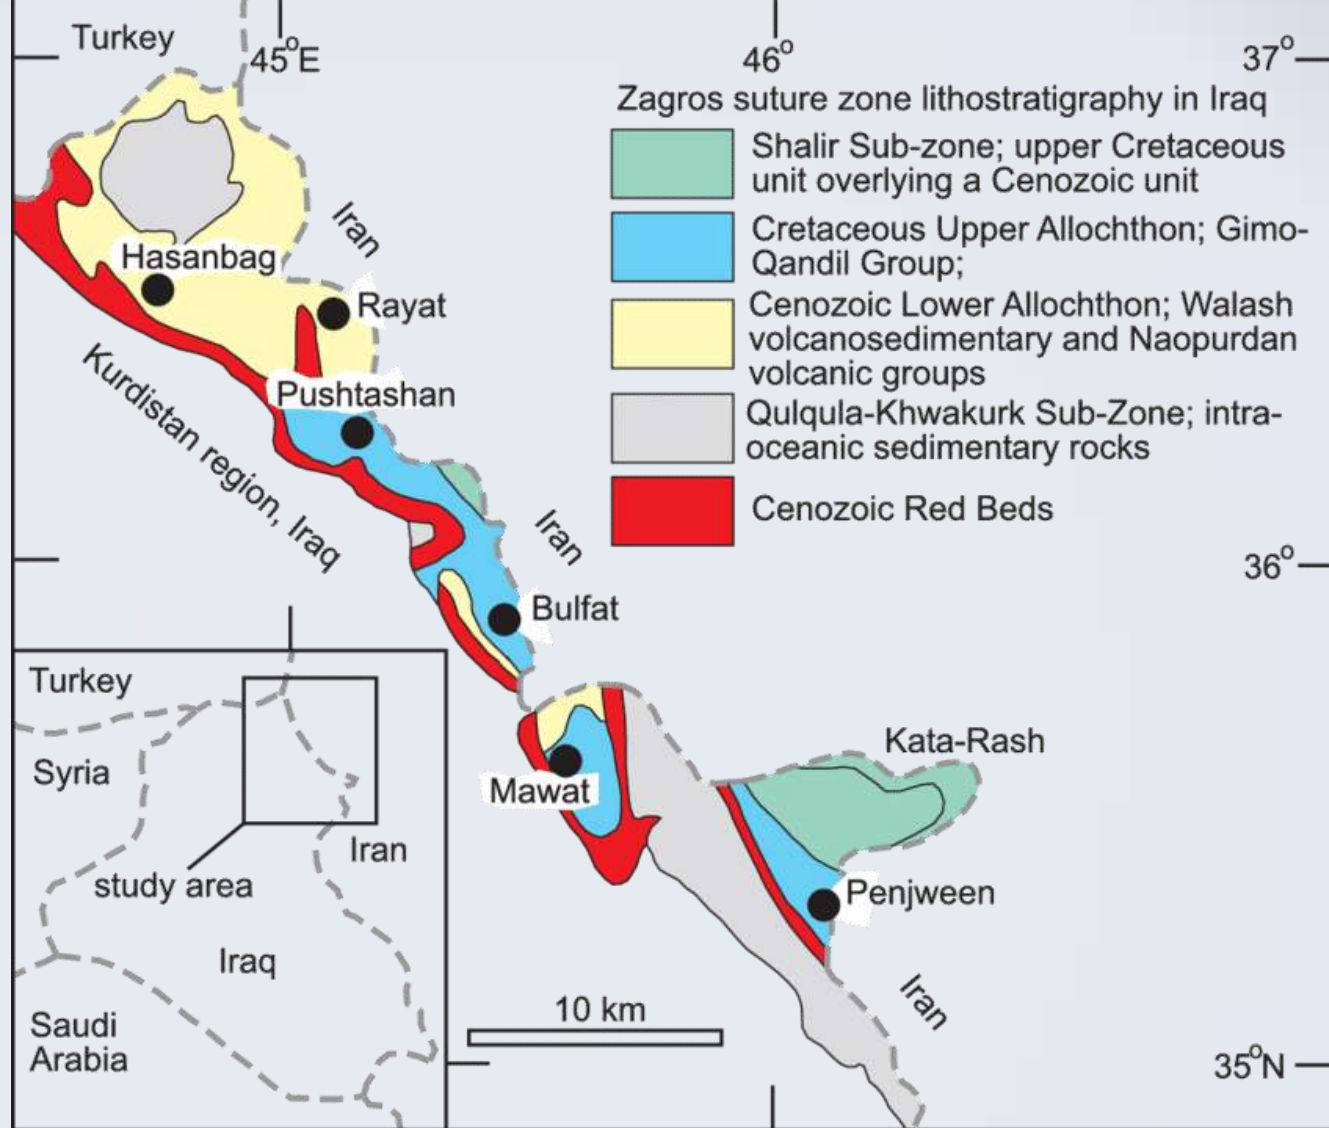 Turkey
45°E
46°
37°
Zagros suture zone lithostratigraphy in Iraq
Shalir Sub-zone; upper Cretaceous
unit overlying a Cenozoic unit
Cretaceous Upper Allochthon; Gimo-
Qandil Group;
Cenozoic Lower Allochthon; Walash
volcanosedimentary and Naopurdan
volcanic groups
Qulqula-Khwakurk Sub-Zone; intra-
oceanic sedimentary rocks
Cenozoic Red Beds
Iran
Hasanbag
Rayat
Kurdistan region, Iraq
Pushtashan
Iran
36°
Bulfat
Kata-Rash
Mawat
Penjween
Iran
10 km
35°N
Turkey
Syria
Iran
study area
Iraq
Saudi
Arabia